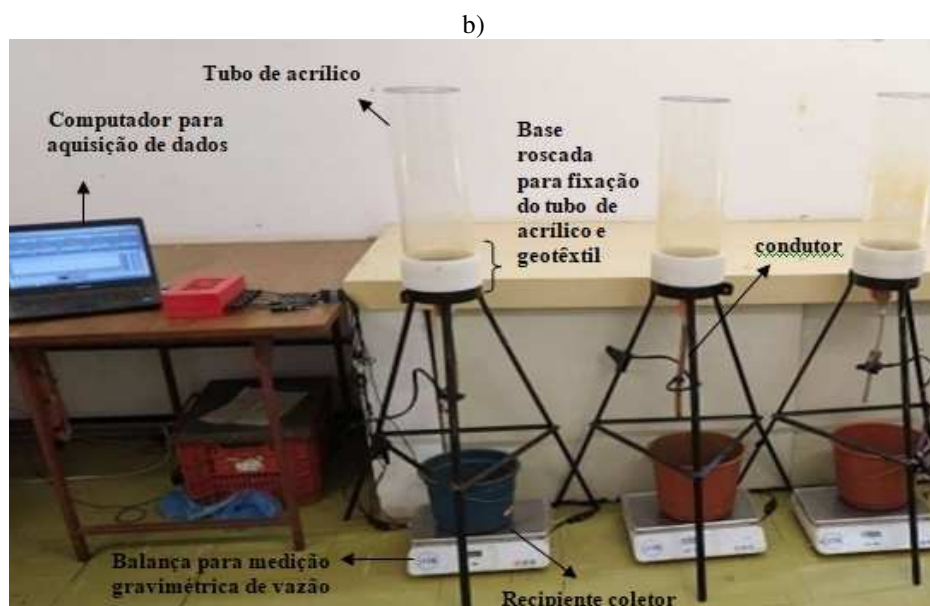 b)
Tubo de acrílico
Computador para
aquisição de dados
Base
roscada
para fixação
do tubo de
acrílico e
geotêxtil
condutor
Balança para medição
gravimétrica de vazão
Recipiente coletor